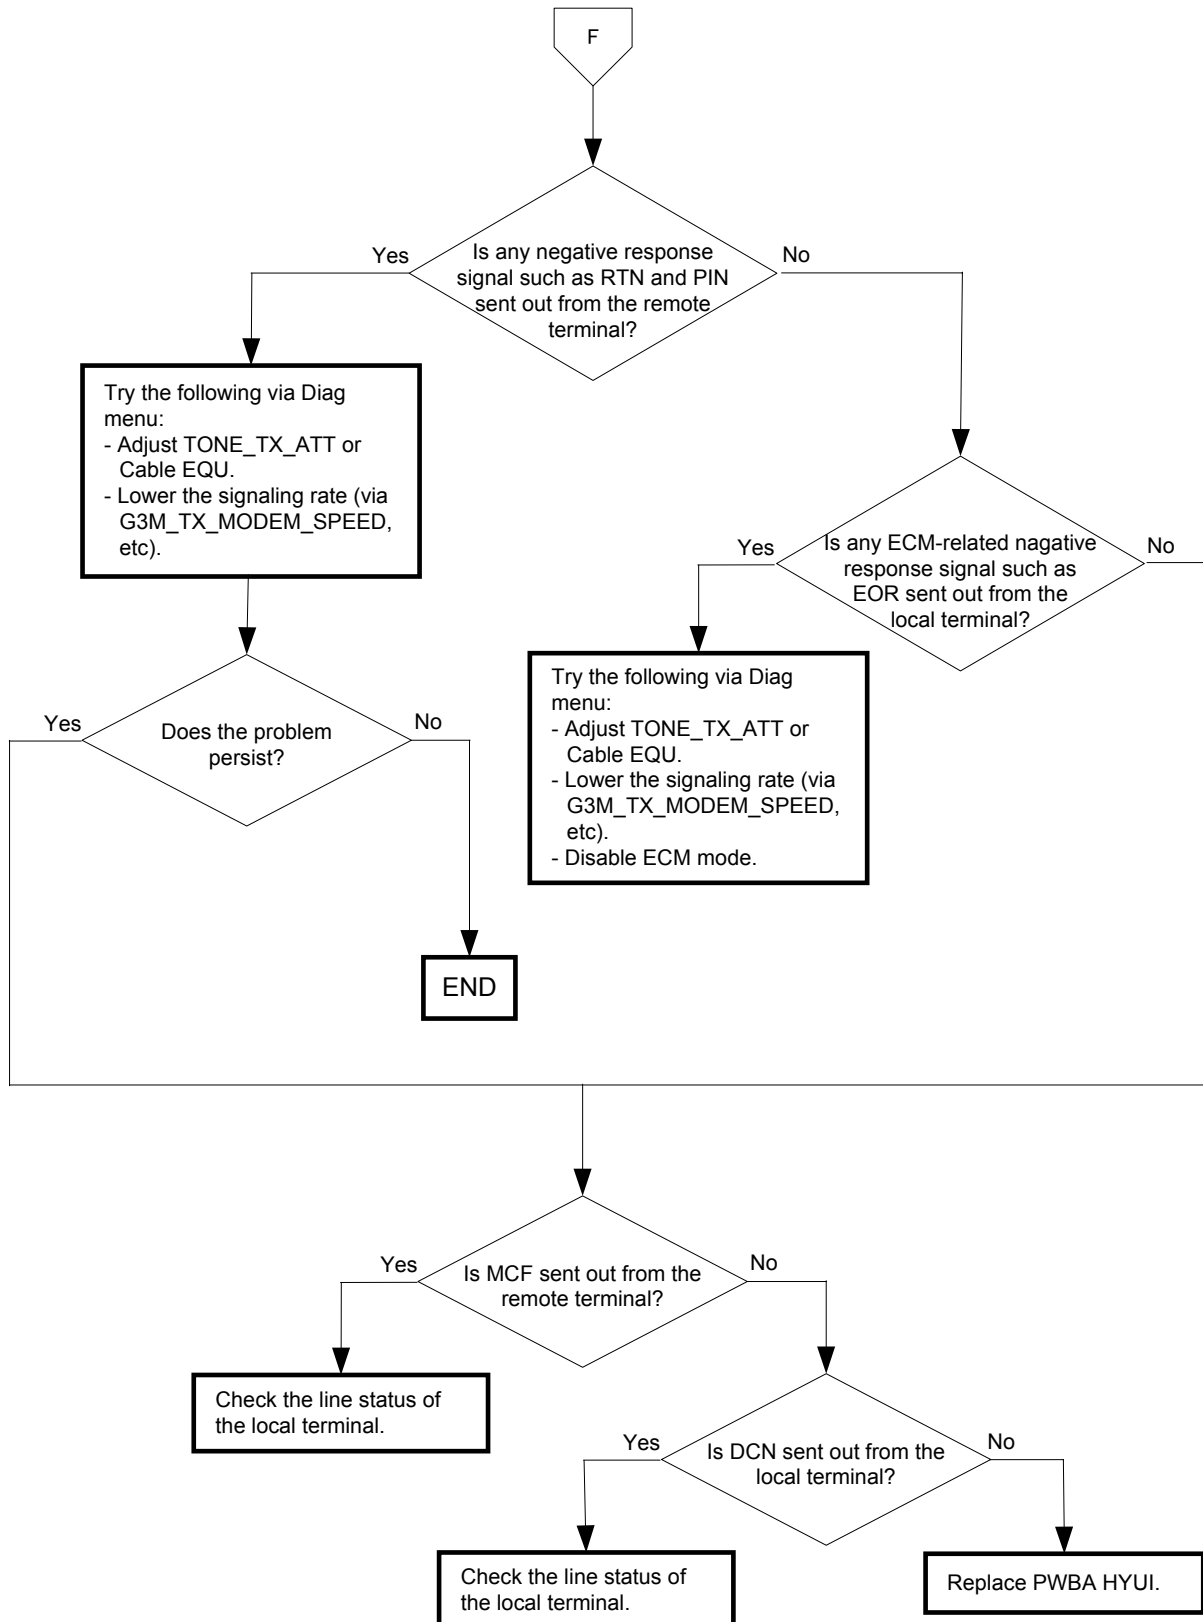 F
Yes
Is any negative response
signal such as RTN and PIN
sent out from the remote
terminal?
No
Try the following via Diag
menu:
- Adjust TONE_TX_ATT or
Cable EQU.
- Lower the signaling rate (via
G3M_TX_MODEM_SPEED,
etc).
Yes
Is any ECM-related nagative
response signal such as
EOR sent out from the
local terminal?
No
Yes
Does the problem
persist?
No
Try the following via Diag
menu:
- Adjust TONE_TX_ATT or
Cable EQU.
- Lower the signaling rate (via
G3M_TX_MODEM_SPEED,
etc).
- Disable ECM mode.
END
Yes
Is MCF sent out from the
remote terminal?
No
Check the line status of
the local terminal.
Yes
Is DCN sent out from the
local terminal?
No
Check the line status of
the local terminal.
Replace PWBA HYUI.